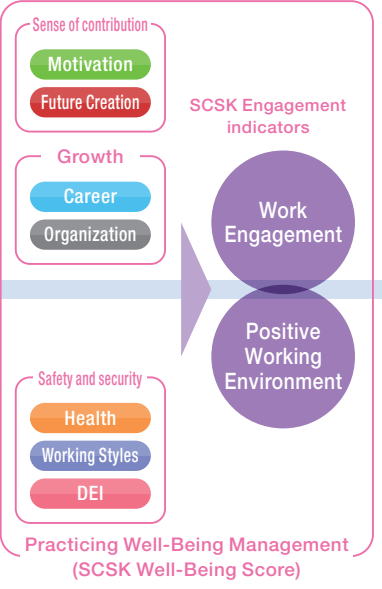 Sense of contribution
Motivation
Future Creation
Growth
Career
Organization
Safety and security
Health
Working Styles
DEI
SCSK Engagement
indicators
Work
Engagement
Positive
Working
Environment
Practicing Well-Being Management
(SCSK Well-Being Score)